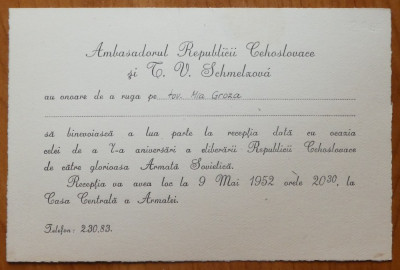 Ambasadorul Republicii Cehoslovace
şi T. V. Schmelzová
au onoare de a ruga pe tov. Mia Groza
să binevoiască a lua parte la recepţia dată cu ocazia
celei de a 7-a aniversări a eliberării Republicii Cehoslovace
de către glorioasa Armată Sovietică.
Recepţia va avea loc la 9 Mai 1952 orele 20³⁰, la
Casa Centrală a Armatei.
Telefon: 2.30.83.